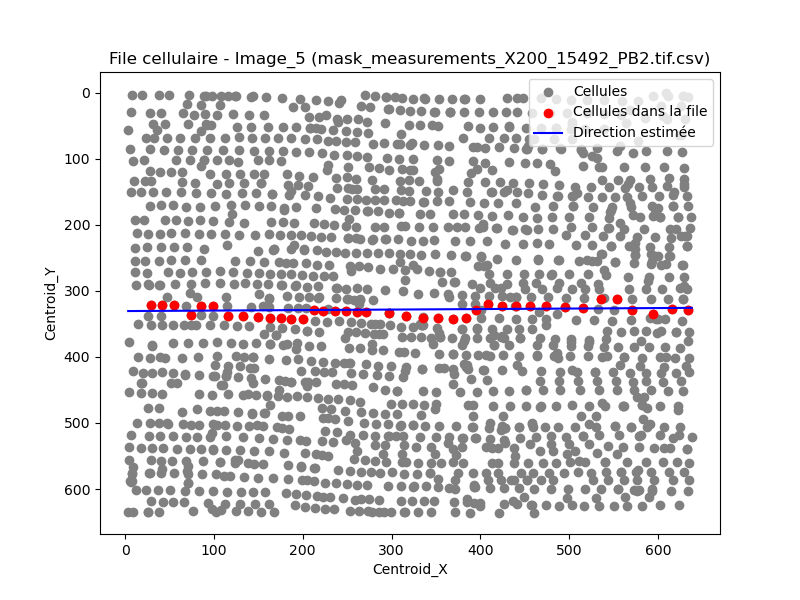 File cellulaire - Image_5 (mask_measurements_X200_15492_PB2.tif.csv)
Cellules
Cellules dans la file
Direction estimée
Centroid_Y
0
100
200
300
400
500
600
0 100 200 300 400 500 600
Centroid_X